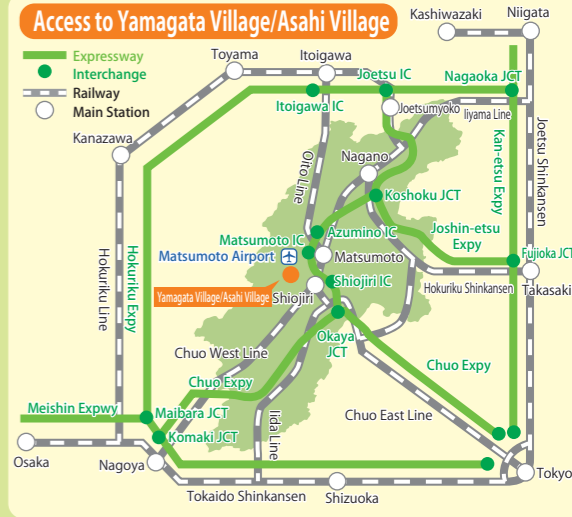 Access to Yamagata Village/Asahi Village
Kashiwazaki
Niigata
Expressway
Interchange
Railway
Main Station
Toyama
Itoigawa
Joetsu IC
Nagaoka JCT
Itoigawa IC
Joetsumyoko
Iiyama Line
Kanazawa
Oito Line
Nagano
Kan-etsu Expy
Joetsu Shinkansen
Koshoku JCT
Hokuriku Line
Hokuriku Expy
Azumino IC
Matsumoto IC
Joshin-etsu
Expy
Matsumoto Airport
Matsumoto
Fujioka JCT
Shiojiri IC
Hokuriku Shinkansen
Takasaki
Yamagata Village/Asahi Village
Shiojiri
Okaya
JCT
Chuo West Line
Chuo Expy
Chuo Expy
Meishin Expwy
Maibara JCT
Chuo East Line
Iida Line
Komaki JCT
Osaka
Nagoya
Tokyo
Tokaido Shinkansen
Shizuoka